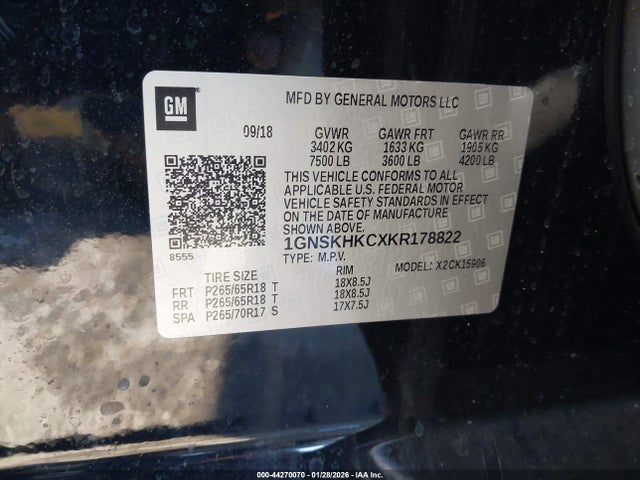 GM
MFD BY GENERAL MOTORS LLC
09/18 GVWR GAWR FRT GAWR RR
3402 KG 1633 KG 1905 KG
7500 LB 3600 LB 4200 LB
THIS VEHICLE CONFORMS TO ALL
APPLICABLE U.S. FEDERAL MOTOR
VEHICLE SAFETY STANDARDS IN EFFECT
ON THE DATE OF MANUFACTURE
SHOWN ABOVE.
1GNSKHKCXKR178822
8555
TYPE: M.P.V. MODEL: X2CK15906
TIRE SIZE RIM
FRT P265/65R18 T 18X8.5J
RR P265/65R18 T 18X8.5J
SPA P265/70R17 S 17X7.5J
000-44270070 | 01/28/2026 - IAA Inc.